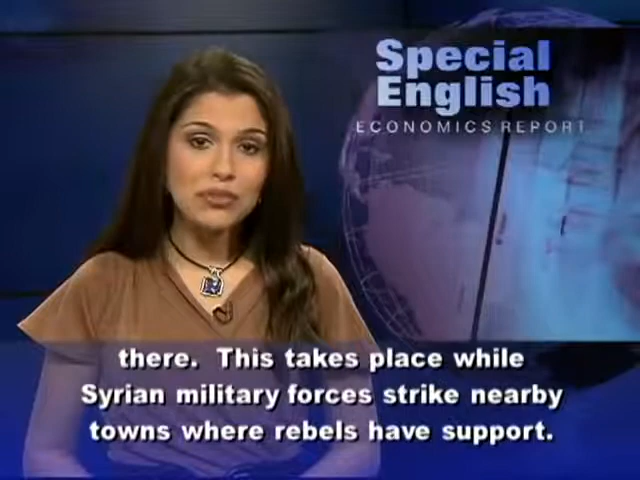 Special
English
ECONOMICS REPORT
there. This takes place while
Syrian military forces strike nearby
towns where rebels have support.